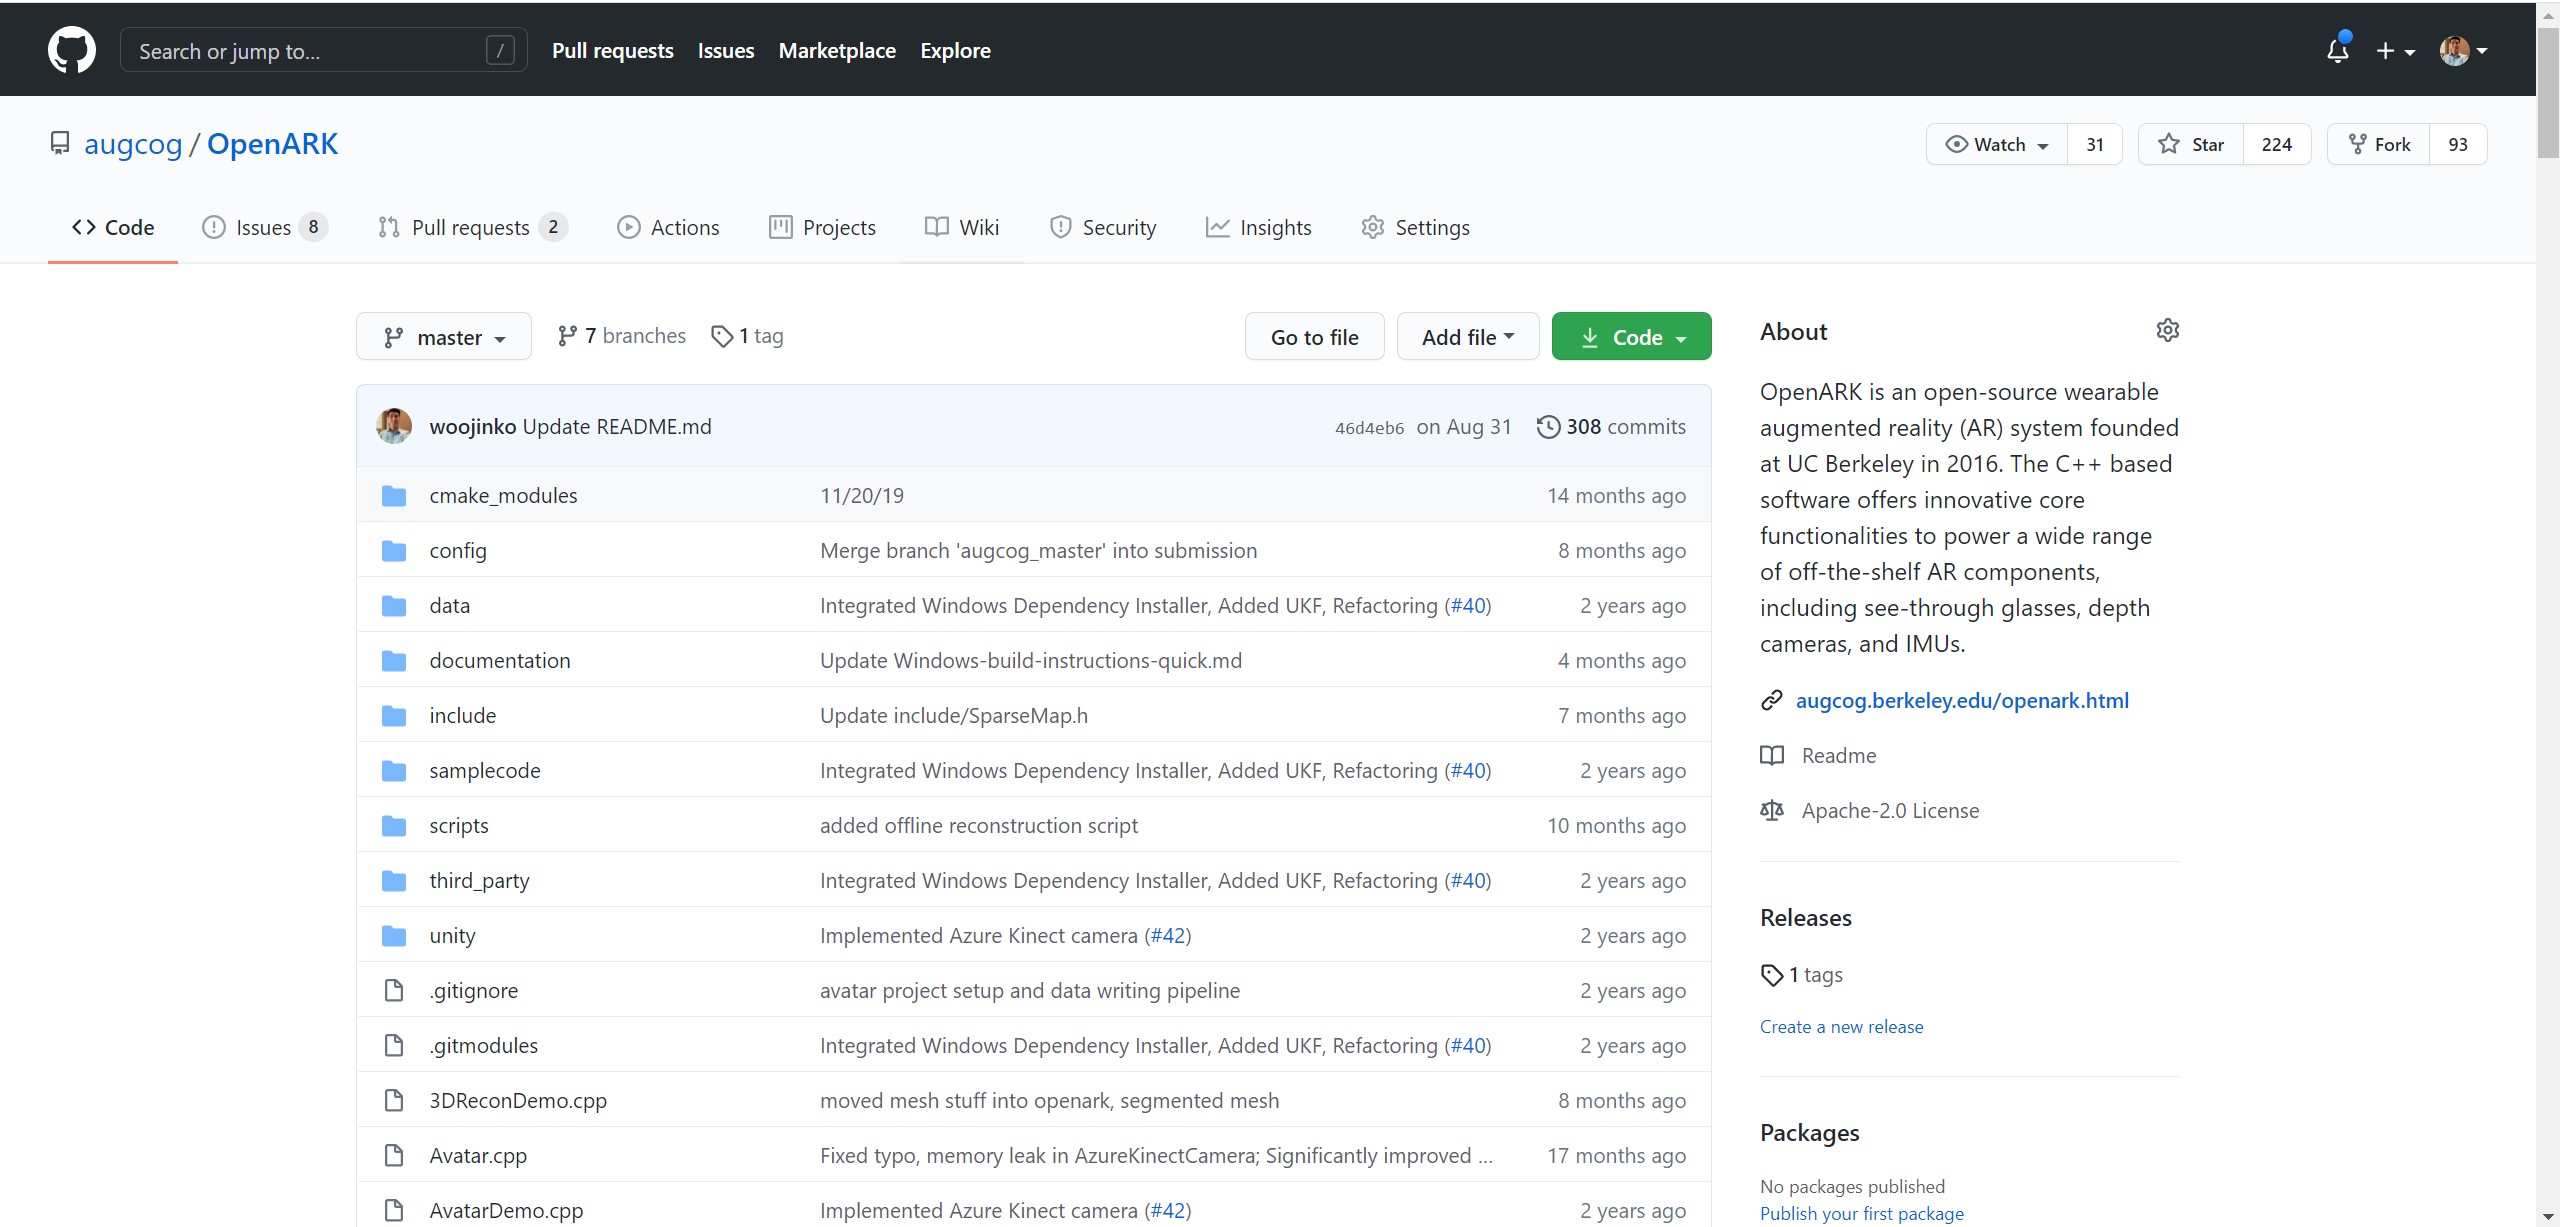 Search or jump to... / Pull requests Issues Marketplace Explore
augcog / OpenARK Watch 31 Star 224 Fork 93
Code Issues 8 Pull requests 2 Actions Projects Wiki Security Insights Settings
master 7 branches 1 tag Go to file Add file Code
woojinko Update README.md 46d4eb6 on Aug 31 308 commits
cmake_modules 11/20/19 14 months ago
config Merge branch 'augcog_master' into submission 8 months ago
data Integrated Windows Dependency Installer, Added UKF, Refactoring (#40) 2 years ago
documentation Update Windows-build-instructions-quick.md 4 months ago
include Update include/SparseMap.h 7 months ago
samplecode Integrated Windows Dependency Installer, Added UKF, Refactoring (#40) 2 years ago
scripts added offline reconstruction script 10 months ago
third_party Integrated Windows Dependency Installer, Added UKF, Refactoring (#40) 2 years ago
unity Implemented Azure Kinect camera (#42) 2 years ago
.gitignore avatar project setup and data writing pipeline 2 years ago
.gitmodules Integrated Windows Dependency Installer, Added UKF, Refactoring (#40) 2 years ago
3DReconDemo.cpp moved mesh stuff into openark, segmented mesh 8 months ago
Avatar.cpp Fixed typo, memory leak in AzureKinectCamera; Significantly improved ... 17 months ago
AvatarDemo.cpp Implemented Azure Kinect camera (#42) 2 years ago
About
OpenARK is an open-source wearable
augmented reality (AR) system founded
at UC Berkeley in 2016. The C++ based
software offers innovative core
functionalities to power a wide range
of off-the-shelf AR components,
including see-through glasses, depth
cameras, and IMUs.
augcog.berkeley.edu/openark.html
Readme
Apache-2.0 License
Releases
1 tags
Create a new release
Packages
No packages published
Publish your first package